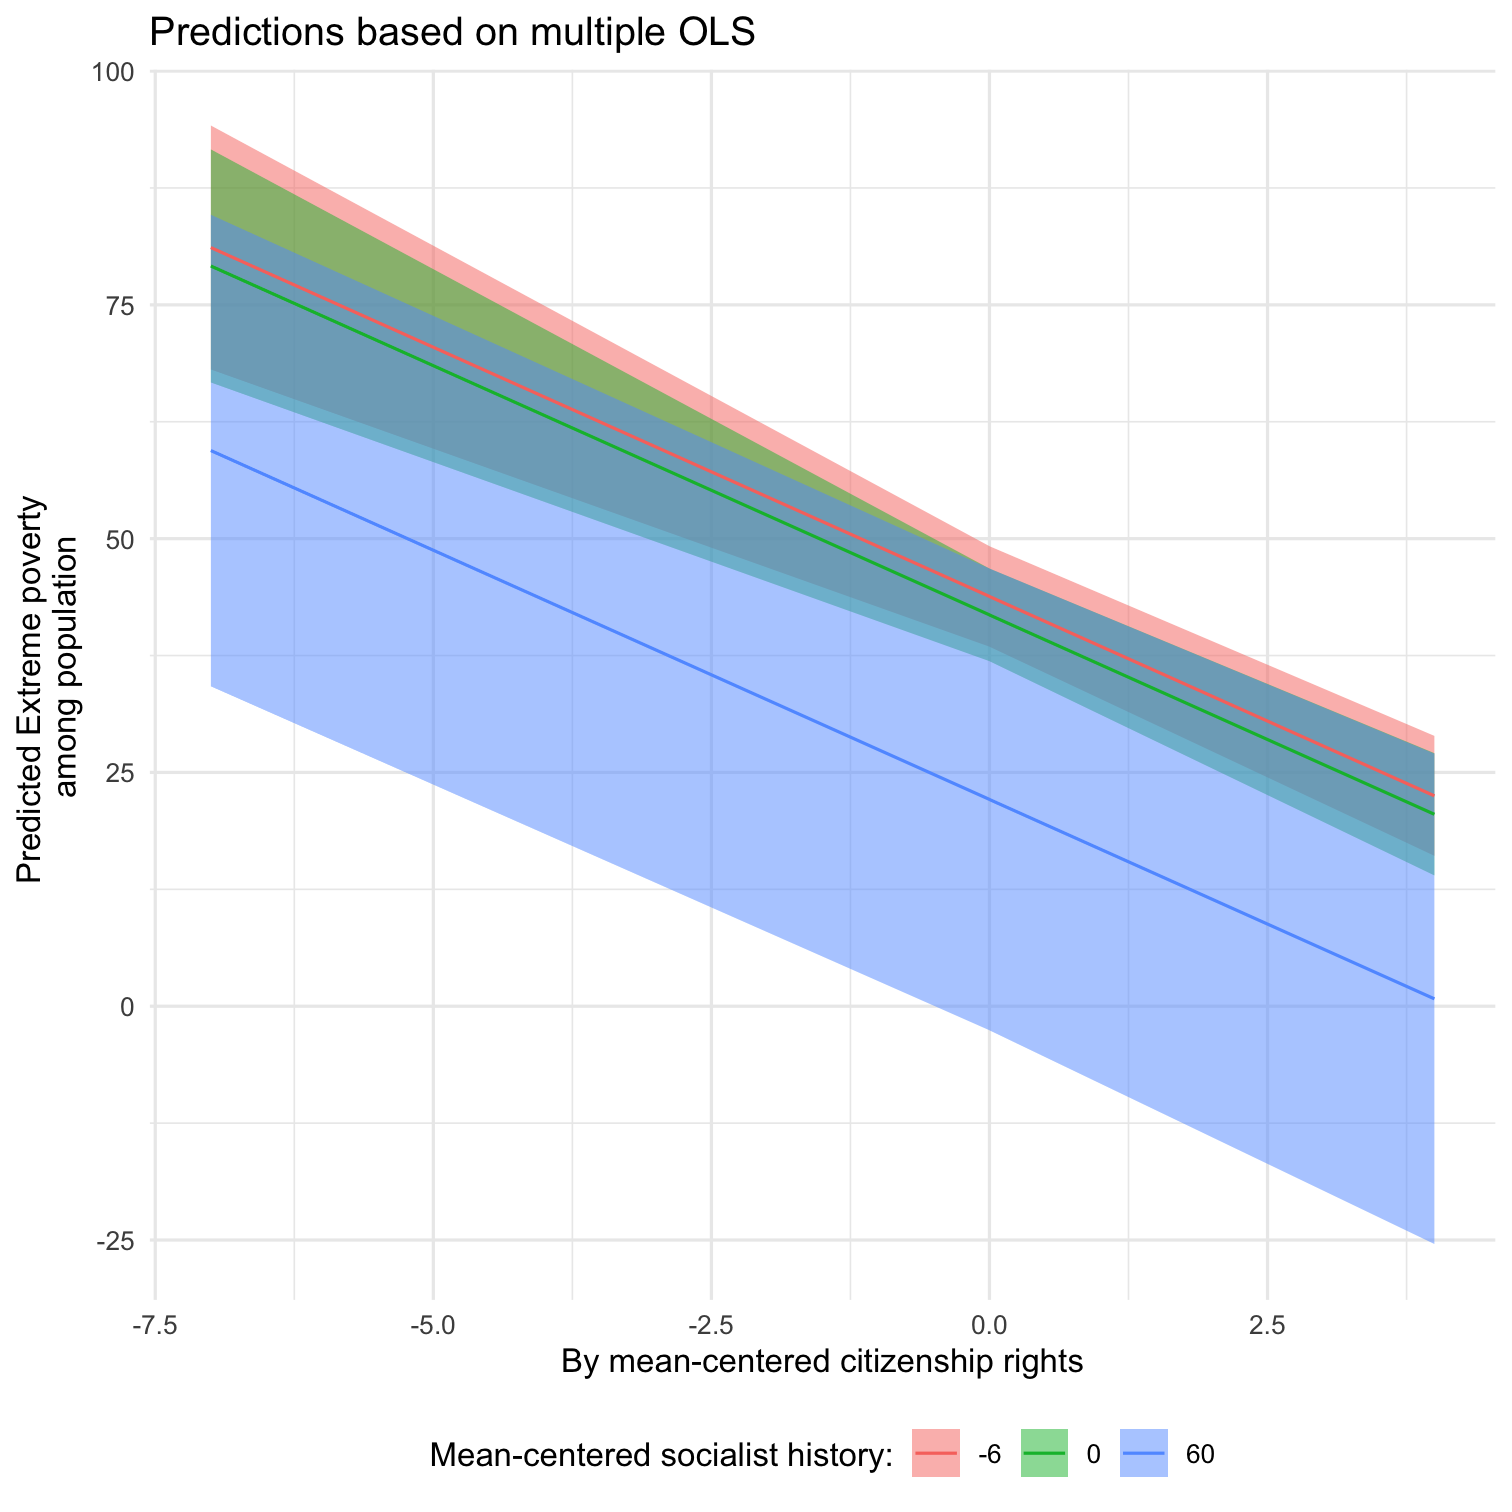 Predictions based on multiple OLS
Predicted Extreme poverty
among population
100
75
50
25
0
-25
-7.5
-5.0
-2.5
0.0
2.5
By mean-centered citizenship rights
Mean-centered socialist history:
-6
0
60